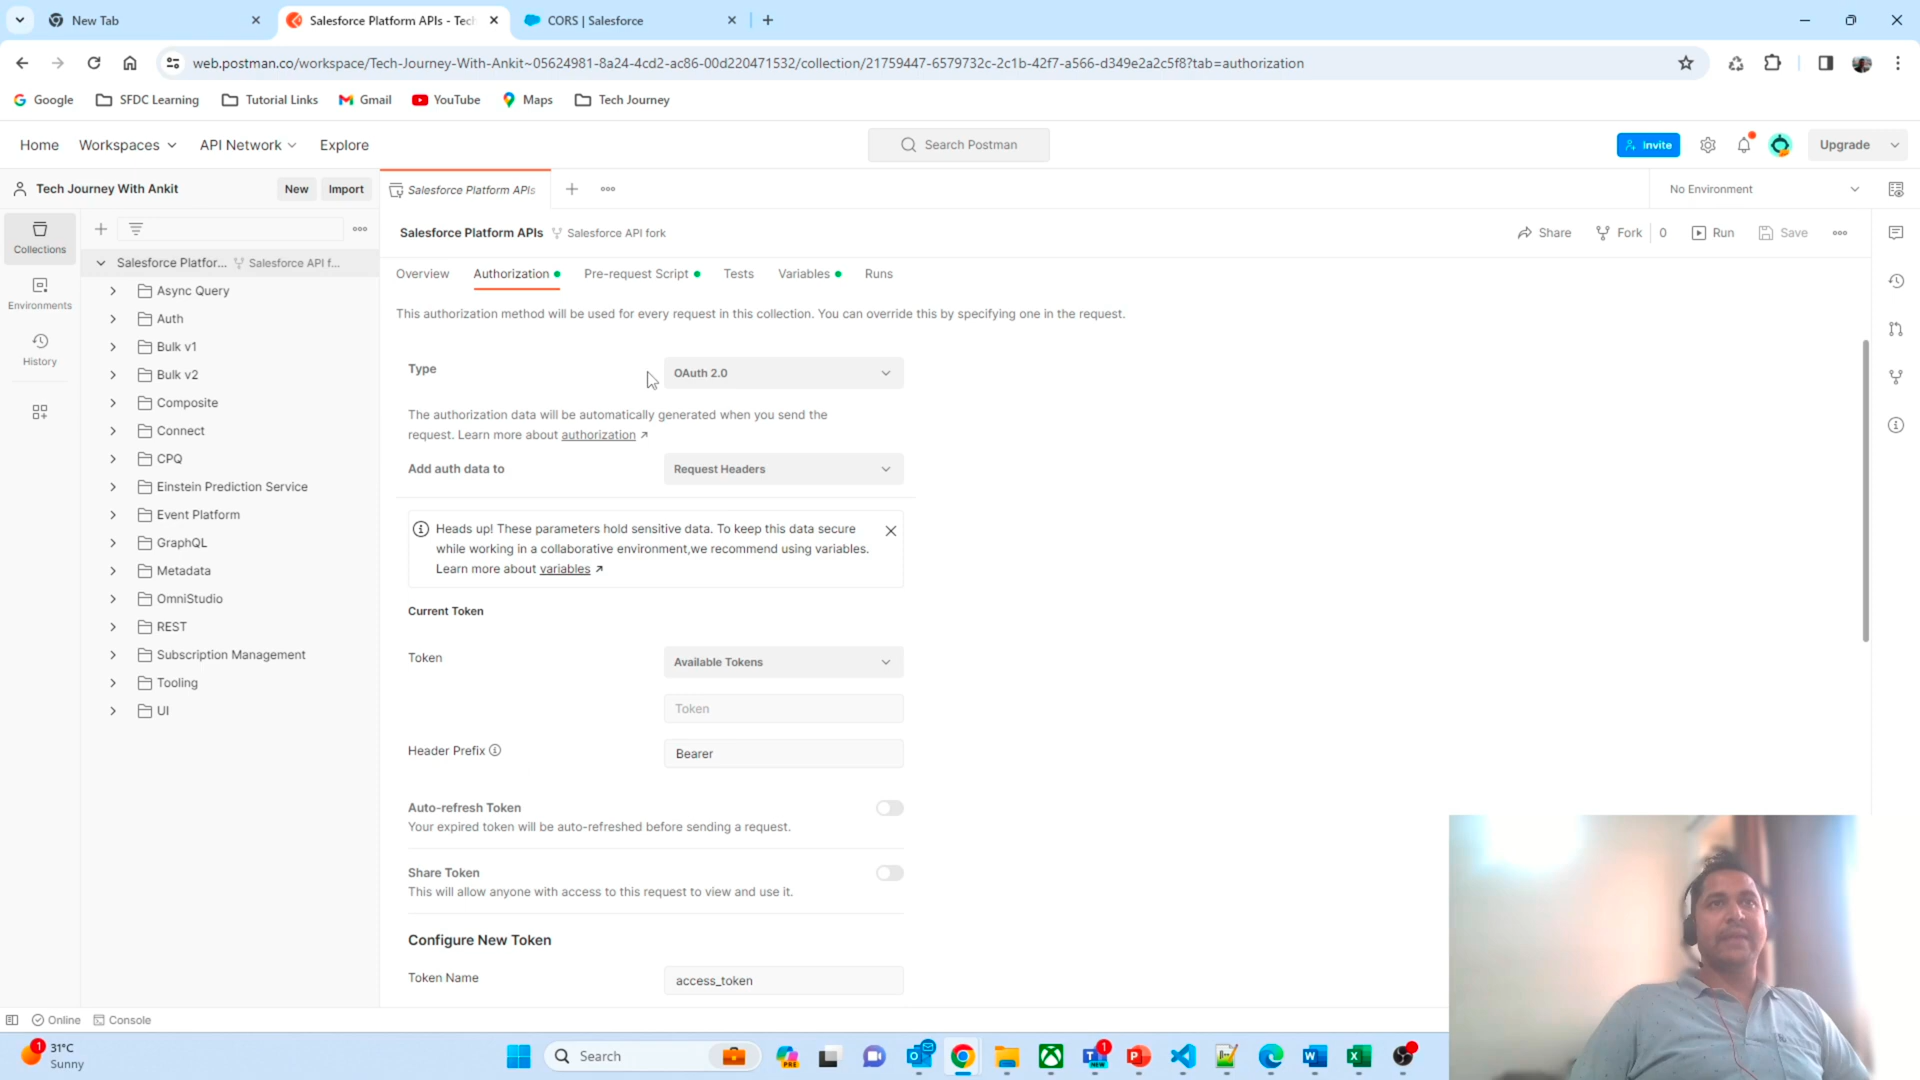 New Tab
Salesforce Platform APIs - Tech
CORS | Salesforce
web.postman.co/workspace/Tech-Journey-With-Ankit~05624981-8a24-4cd2-ac86-00d220471532/collection/21759447-6579732c-2c1b-42f7-a566-d349e2a2c5f8?tab=authorization
Google
SFDC Learning
Tutorial Links
Gmail
YouTube
Maps
Tech Journey
Home
Workspaces
API Network
Explore
Search Postman
Invite
Upgrade
Tech Journey With Ankit
New
Import
Salesforce Platform APIs
No Environment
Collections
Environments
History
Salesforce Platfor...
Salesforce API f...
Async Query
Auth
Bulk v1
Bulk v2
Composite
Connect
CPQ
Einstein Prediction Service
Event Platform
GraphQL
Metadata
OmniStudio
REST
Subscription Management
Tooling
UI
Salesforce Platform APIs
Salesforce API fork
Share
Fork
0
Run
Save
Overview
Authorization
Pre-request Script
Tests
Variables
Runs
This authorization method will be used for every request in this collection. You can override this by specifying one in the request.
Type
OAuth 2.0
The authorization data will be automatically generated when you send the
request. Learn more about authorization
Add auth data to
Request Headers
Heads up! These parameters hold sensitive data. To keep this data secure
while working in a collaborative environment,we recommend using variables.
Learn more about variables
Current Token
Token
Available Tokens
Token
Header Prefix
Bearer
Auto-refresh Token
Your expired token will be auto-refreshed before sending a request.
Share Token
This will allow anyone with access to this request to view and use it.
Configure New Token
Token Name
access_token
Online
Console
1
31°C
Sunny
Search
PRE
1
NEW